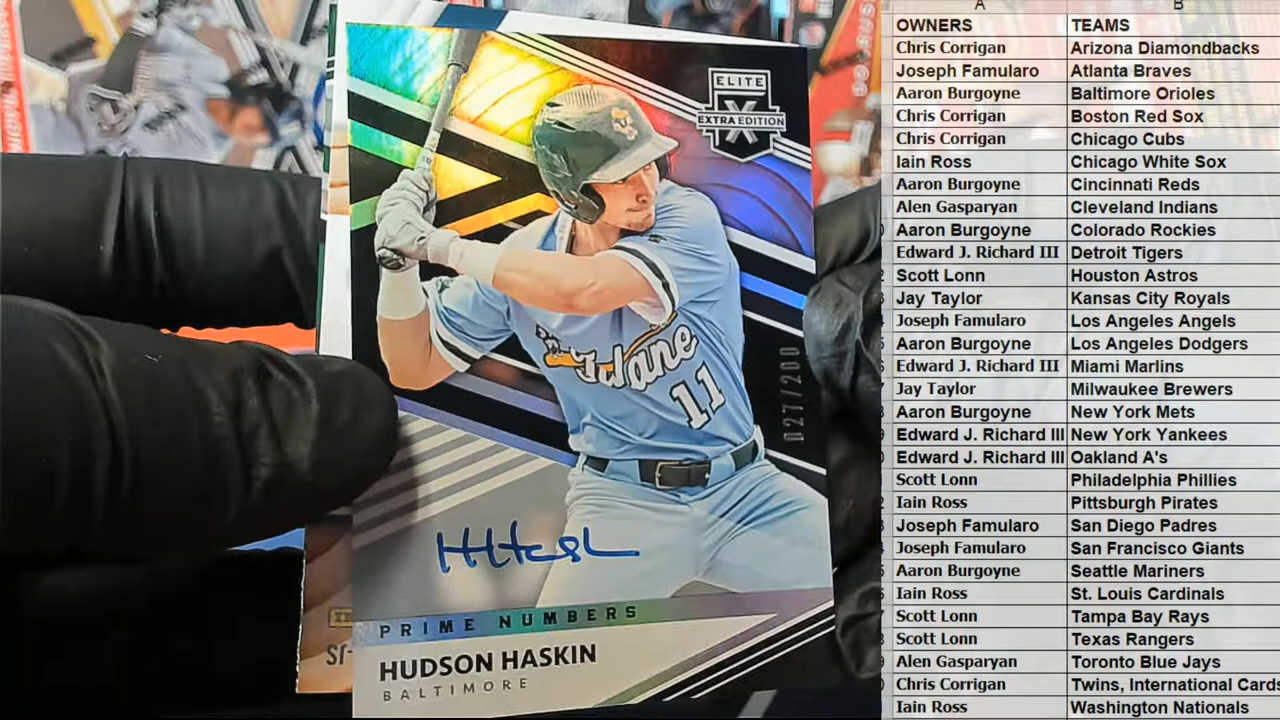 ELITE
X
EXTRA EDITION
Tulane
11
027/200
PRIME NUMBERS
HUDSON HASKIN
BALTIMORE
A B
OWNERS TEAMS
Chris Corrigan Arizona Diamondbacks
Joseph Famularo Atlanta Braves
Aaron Burgoyne Baltimore Orioles
Chris Corrigan Boston Red Sox
Chris Corrigan Chicago Cubs
Iain Ross Chicago White Sox
Aaron Burgoyne Cincinnati Reds
Alen Gasparyan Cleveland Indians
Aaron Burgoyne Colorado Rockies
Edward J. Richard III Detroit Tigers
Scott Lonn Houston Astros
Jay Taylor Kansas City Royals
Joseph Famularo Los Angeles Angels
Aaron Burgoyne Los Angeles Dodgers
Edward J. Richard III Miami Marlins
Jay Taylor Milwaukee Brewers
Aaron Burgoyne New York Mets
Edward J. Richard III New York Yankees
Edward J. Richard III Oakland A's
Scott Lonn Philadelphia Phillies
Iain Ross Pittsburgh Pirates
Joseph Famularo San Diego Padres
Joseph Famularo San Francisco Giants
Aaron Burgoyne Seattle Mariners
Iain Ross St. Louis Cardinals
Scott Lonn Tampa Bay Rays
Scott Lonn Texas Rangers
Alen Gasparyan Toronto Blue Jays
Chris Corrigan Twins, International Cards
Iain Ross Washington Nationals